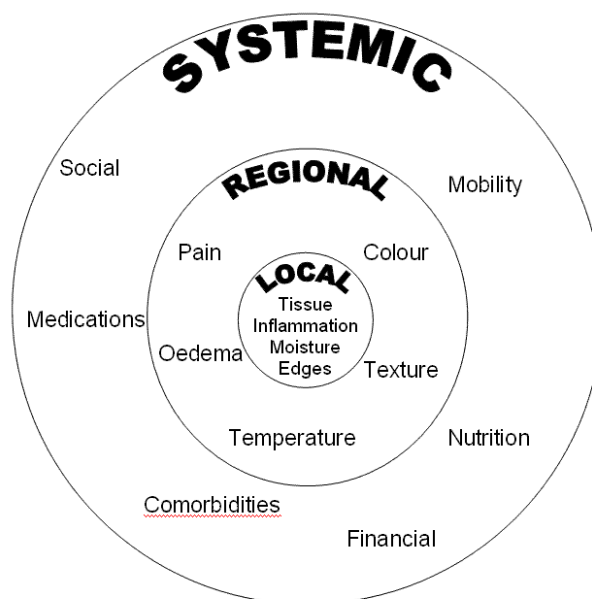 SYSTEMIC
Social
REGIONAL
Mobility
Pain
Colour
LOCAL
Tissue
Inflammation
Moisture
Edges
Medications
Oedema
Texture
Temperature
Nutrition
Comorbidities
Financial